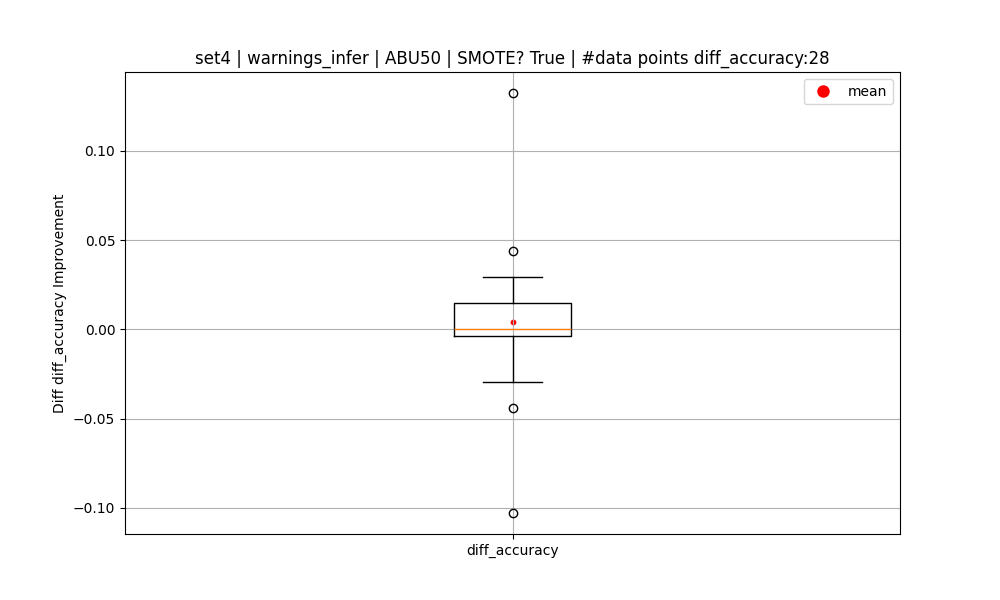 set4 | warnings_infer | ABU50 | SMOTE? True | #data points diff_accuracy:28
mean
0.10
0.05
0.00
−0.05
−0.10
Diff diff_accuracy Improvement
diff_accuracy